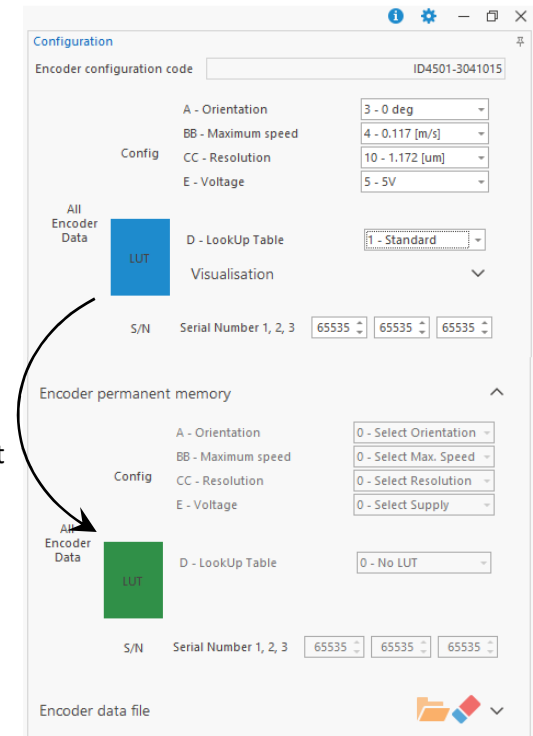 Configuration
Encoder configuration code ID4501-3041015
A - Orientation 3 - 0 deg
BB - Maximum speed 4 - 0.117 [m/s]
Config CC - Resolution 10 - 1.172 [um]
E - Voltage 5 - 5V
All
Encoder
Data
LUT
D - LookUp Table 1 - Standard
Visualisation
S/N Serial Number 1, 2, 3 65535 65535 65535
Encoder permanent memory
A - Orientation 0 - Select Orientation
BB - Maximum speed 0 - Select Max. Speed
t
Config CC - Resolution 0 - Select Resolution
E - Voltage 0 - Select Supply
All
Encoder
Data
LUT
D - LookUp Table 0 - No LUT
S/N Serial Number 1, 2, 3 65535 65535 65535
Encoder data file